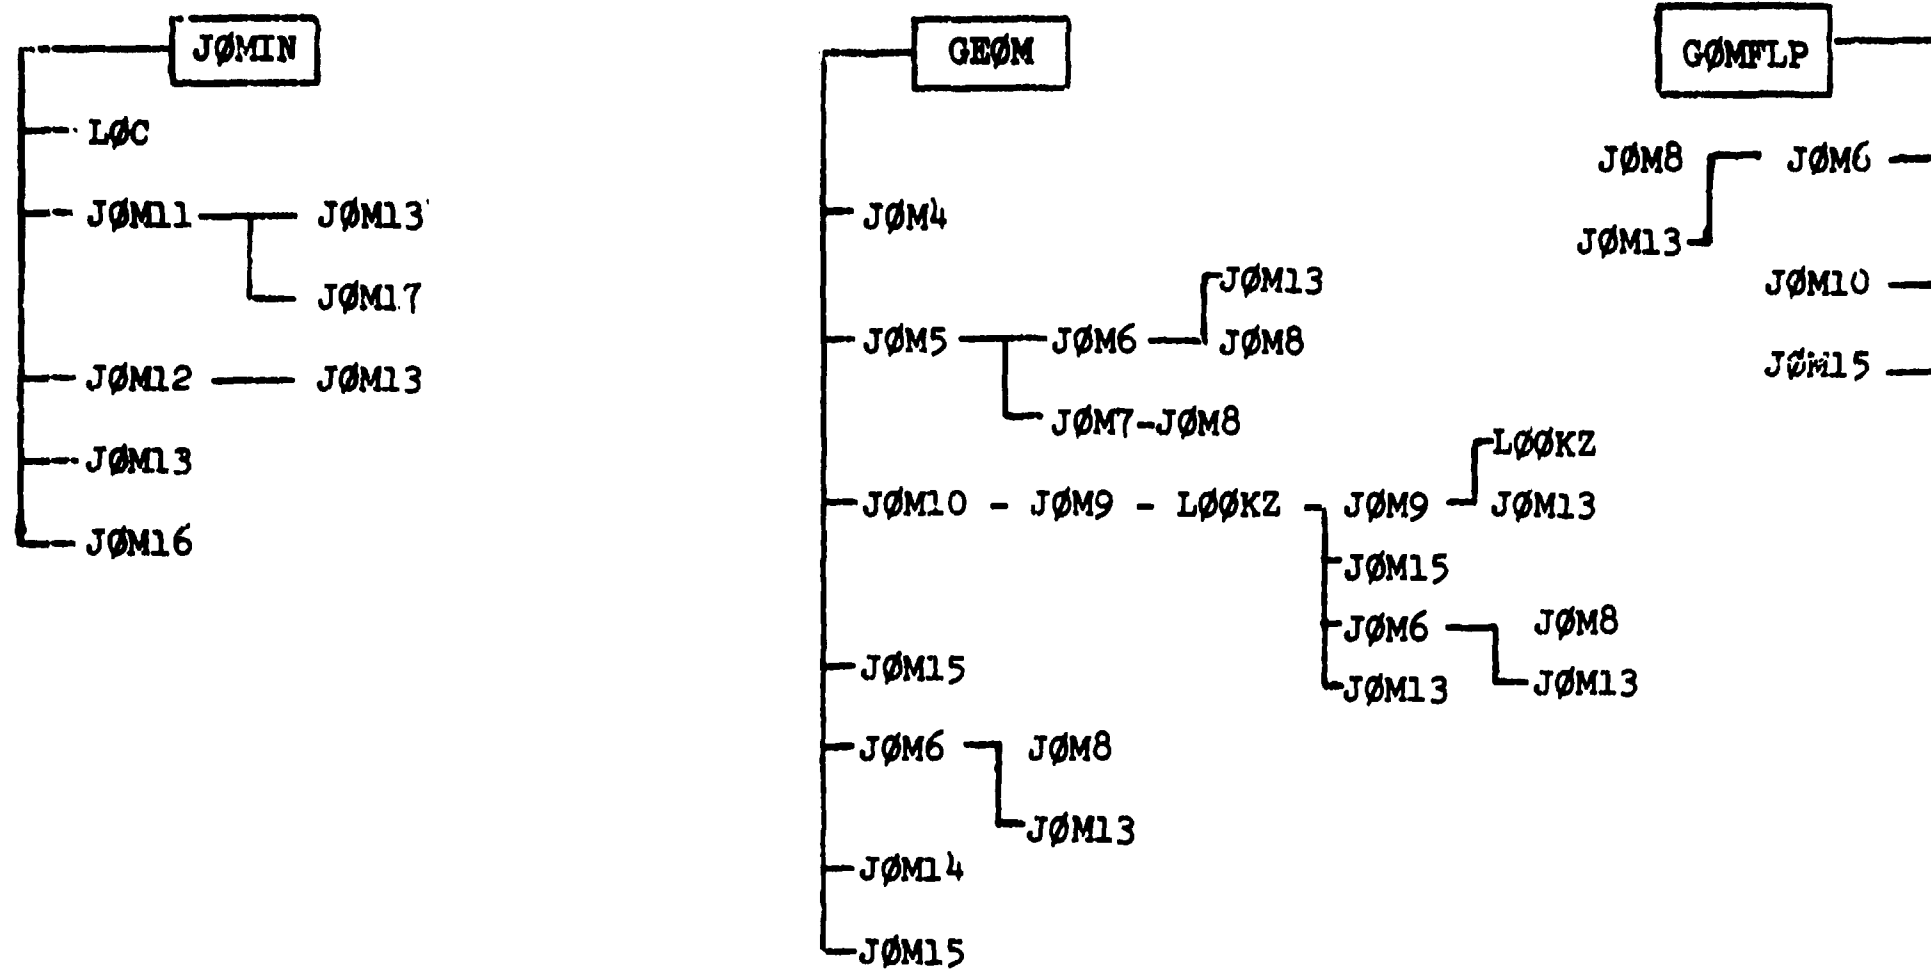 JØMIN
LØC
JØM11 JØM13
JØM17
JØM12 JØM13
JØM13
JØM16
GEØM
JØM4
JØM13
JØM5 JØM6 JØM8
JØM7-JØM8
LØØKZ
JØM10 - JØM9 - LØØKZ - JØM9 JØM13
JØM15
JØM6 JØM8
JØM13 JØM13
JØM15
JØM6 JØM8
JØM13
JØM14
JØM15
GØMFLP
JØM8 JØM6
JØM13
JØM10
JØM15